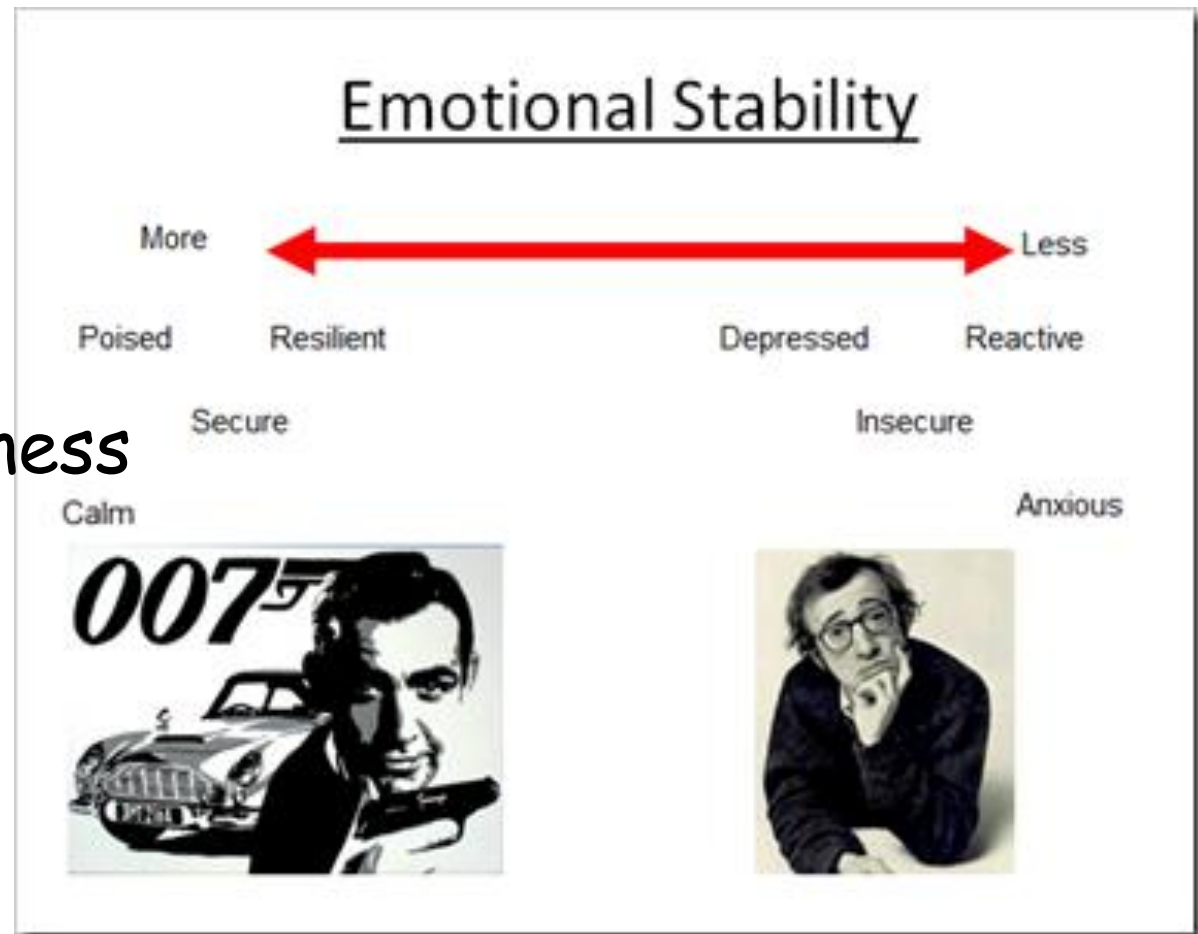 Emotional Stability
More Less
Poised Resilient Depressed Reactive
Secure Insecure
ness
Calm Anxious
007